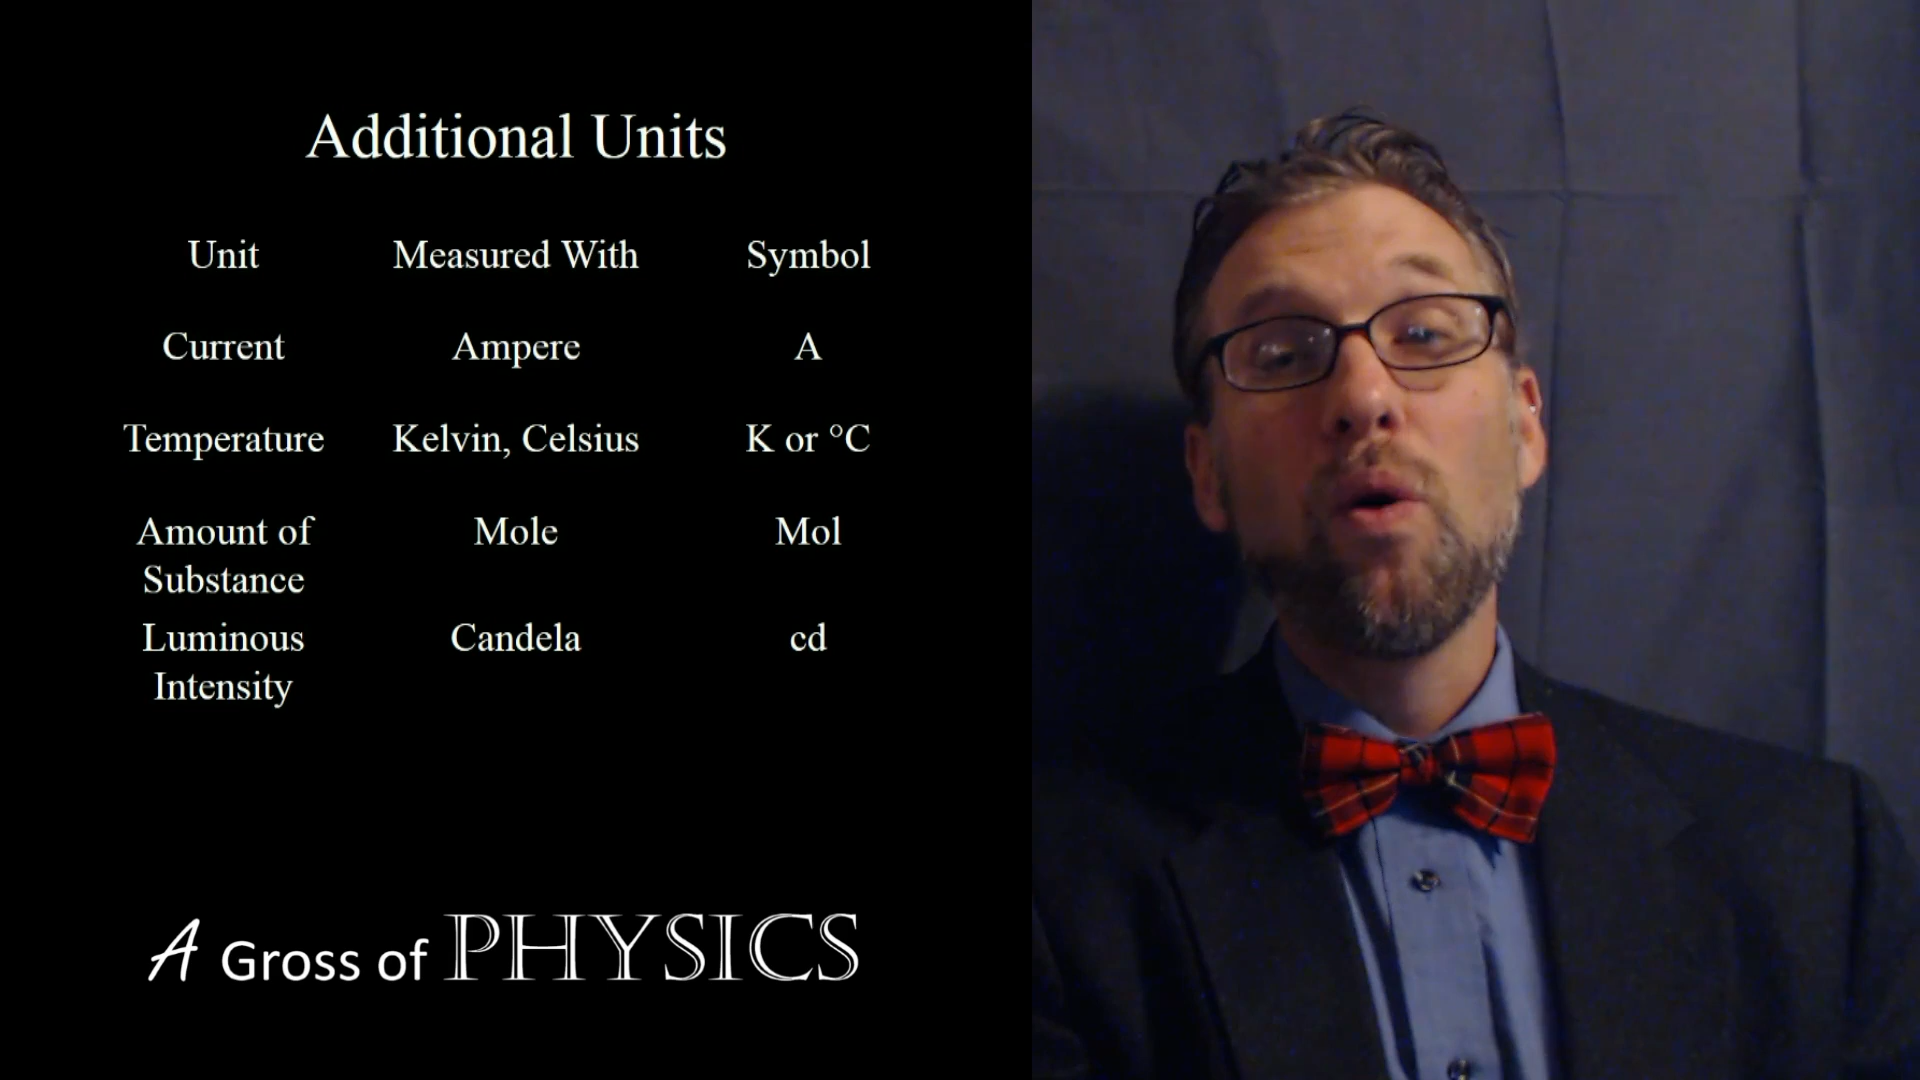 Additional Units
Unit Measured With Symbol
Current Ampere A
Temperature Kelvin, Celsius K or °C
Amount of Mole Mol
Substance
Luminous Candela cd
Intensity
A Gross of PHYSICS